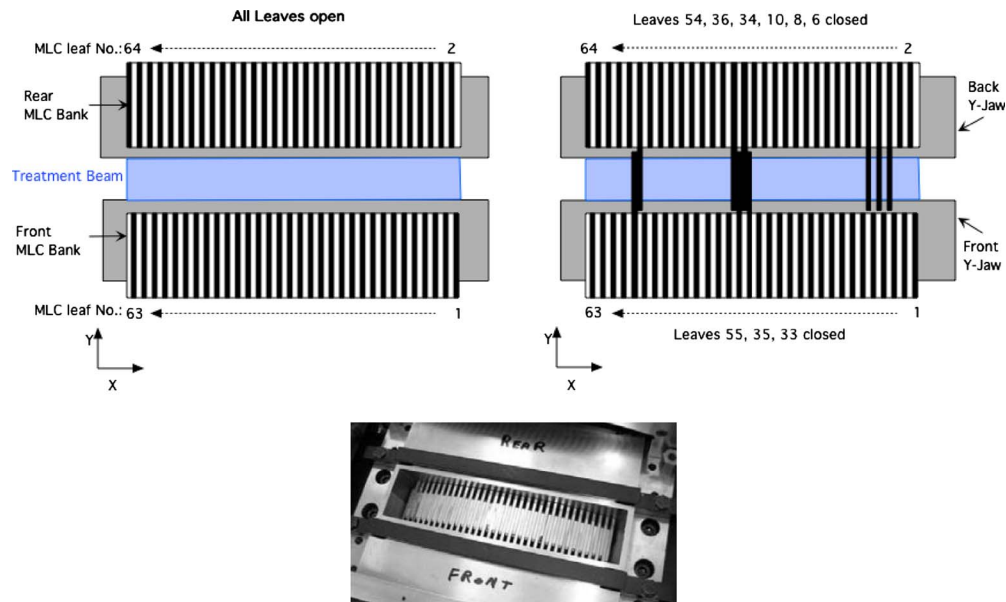 All Leaves open
MLC leaf No.: 64
2
Rear
MLC Bank
Treatment Beam
Front
MLC Bank
MLC leaf No.: 63
1
Y
X
Leaves 54, 36, 34, 10, 8, 6 closed
64
2
Back
Y-Jaw
Front
Y-Jaw
63
1
Leaves 55, 35, 33 closed
Y
X
REAR
FRONT